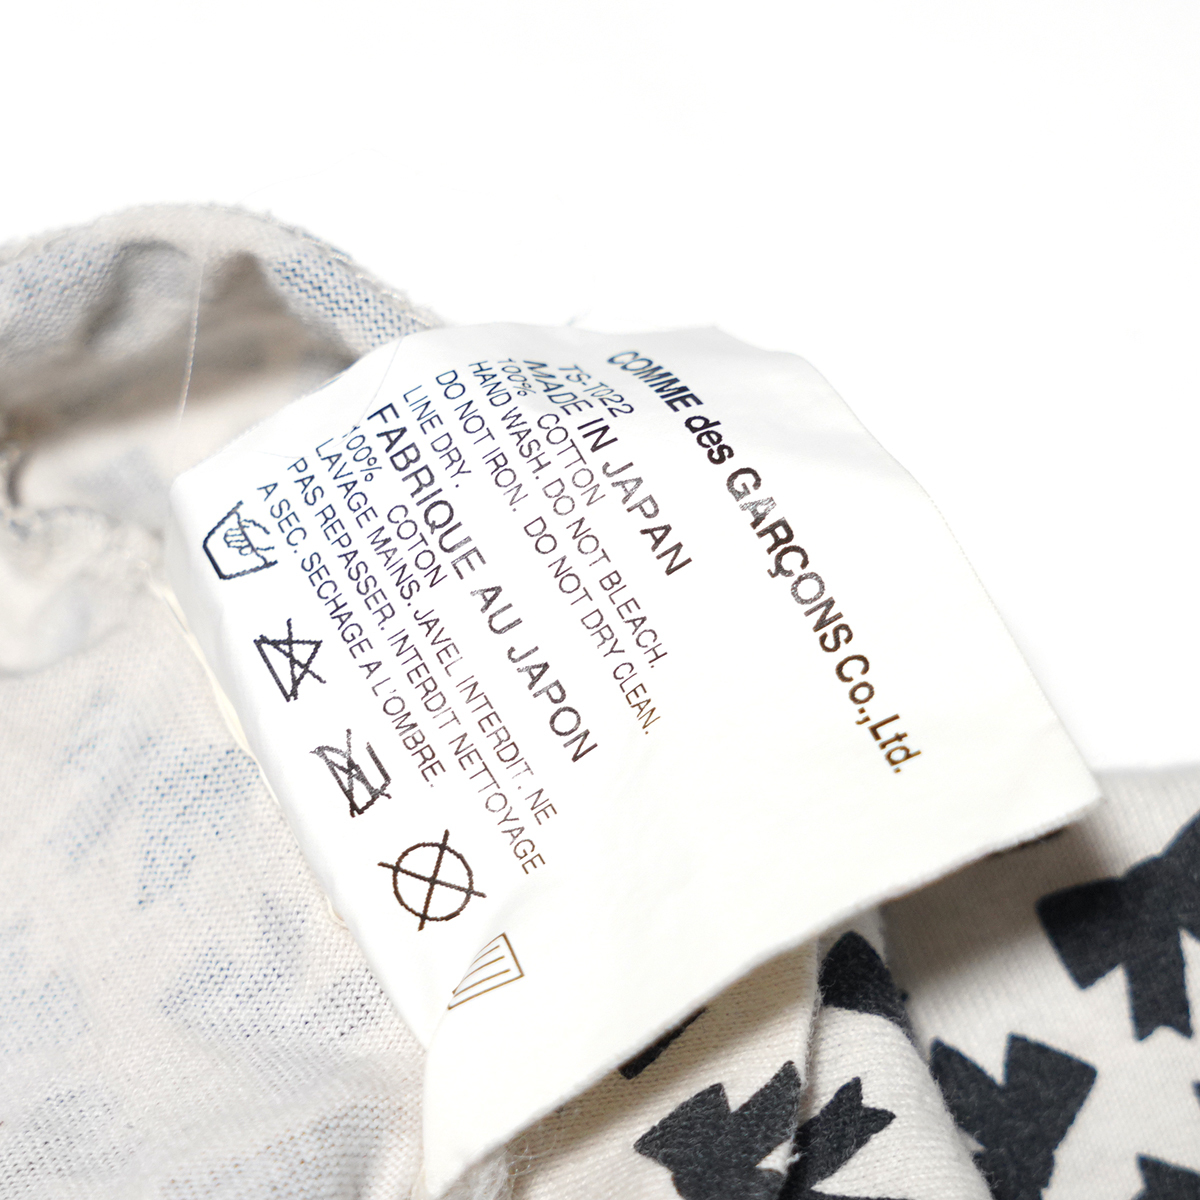 COMME des GARÇONS Co., Ltd.
TS-T022
MADE IN JAPAN
100% COTTON
HAND WASH. DO NOT BLEACH.
DO NOT IRON. DO NOT DRY CLEAN.
LINE DRY.
FABRIQUE AU JAPON
100% COTON
LAVAGE MAINS. JAVEL INTERDIT. NE
PAS REPASSER. INTERDIT NETTOYAGE
A SEC. SECHAGE A L'OMBRE.